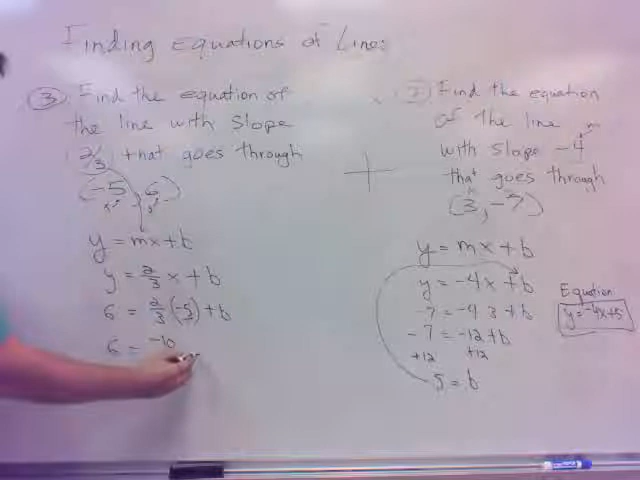 Finding Equations of Line:
③ Find the equation of
the line with slope
2/3 that goes through
(-5, 6)
x y
y = mx + b
y = 2/3 x + b
6 = 2/3 (-5) + b
6 = -10
Find the equation
of the line
m
with slope -4
that goes through
(3, -7)
y = mx + b
y = -4x + b
-7 = -4·3 + b
-7 = -12 + b
+12 +12
5 = b
Equation:
y = -4x+5